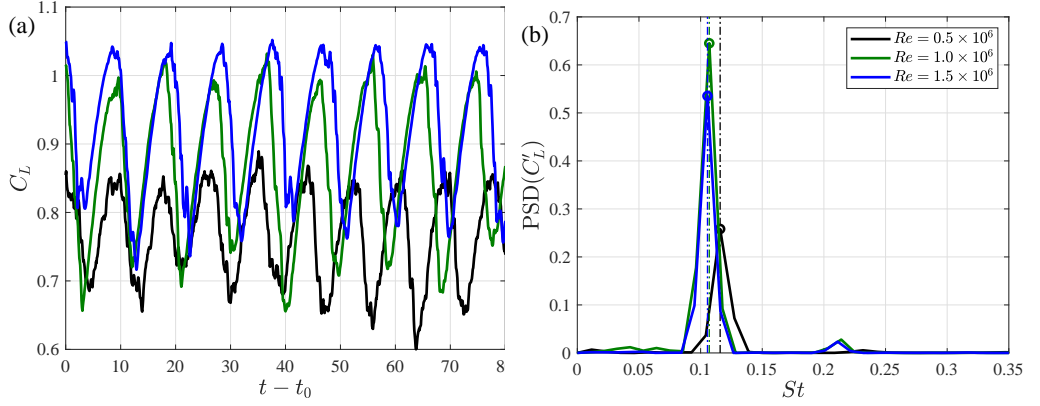 (a)
1.1
1
0.9
0.8
0.7
0.6
C_L
0 10 20 30 40 50 60 70 80
t − t_0
(b)
0.7
0.6
0.5
0.4
0.3
0.2
0.1
0
PSD(C′_L)
0 0.05 0.1 0.15 0.2 0.25 0.3 0.35
St
Re = 0.5 × 10^6
Re = 1.0 × 10^6
Re = 1.5 × 10^6